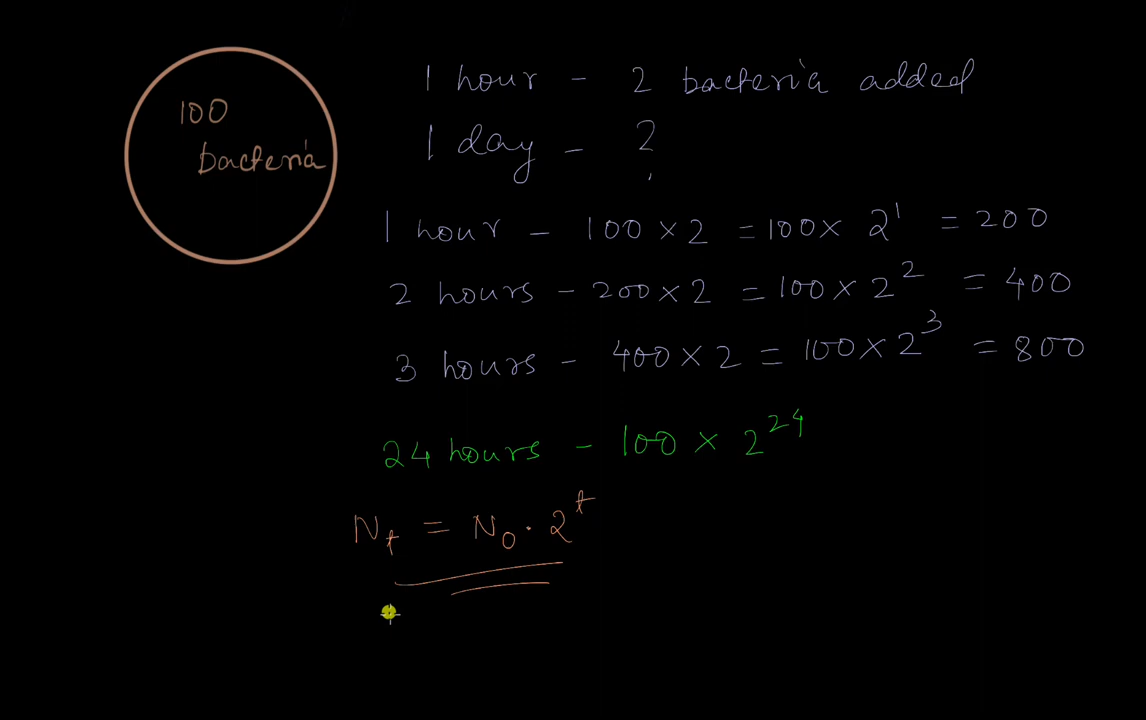 100
bacteria
1 hour - 2 bacteria added
1 day - ?
1 hour - 100 × 2 = 100 × 2¹ = 200
2 hours - 200 × 2 = 100 × 2² = 400
3 hours - 400 × 2 = 100 × 2³ = 800
24 hours - 100 × 2²⁴
Nₜ = N₀ · 2ᵗ